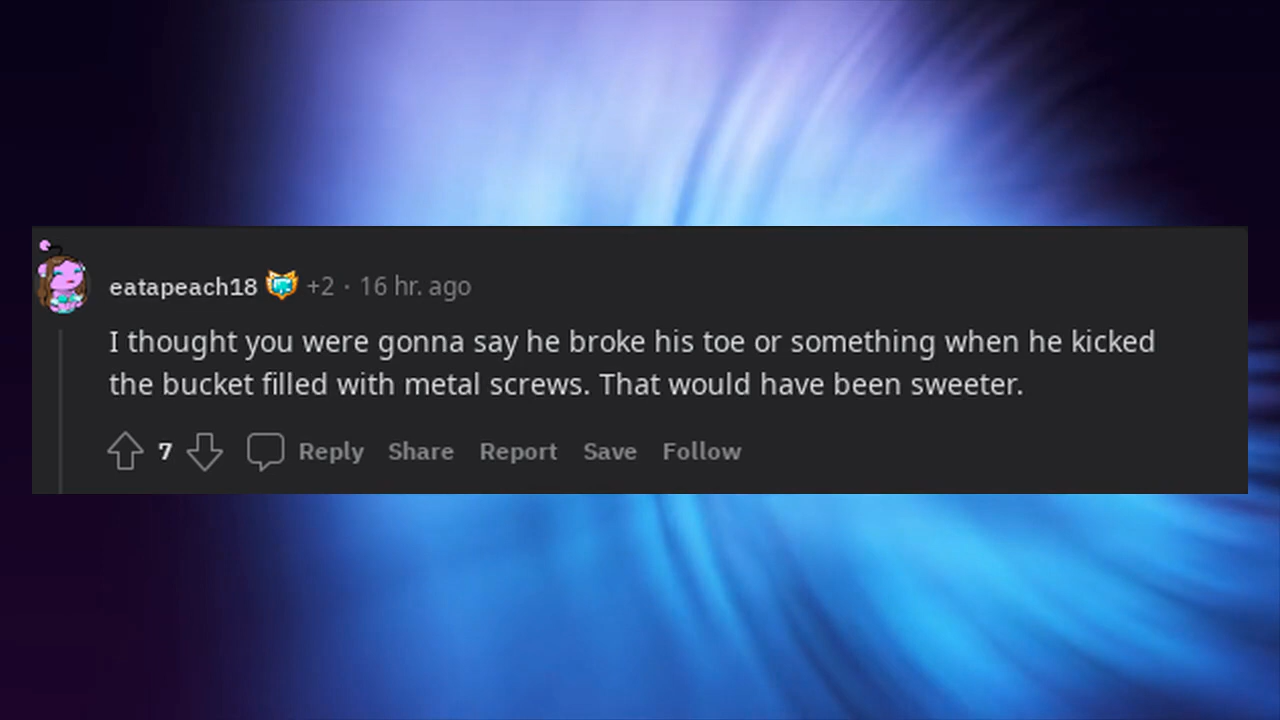 eatapeach18 +2 · 16 hr. ago
I thought you were gonna say he broke his toe or something when he kicked
the bucket filled with metal screws. That would have been sweeter.
7 Reply Share Report Save Follow